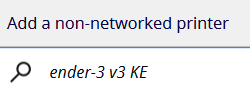 Add a non-networked printer
ender-3 v3 KE